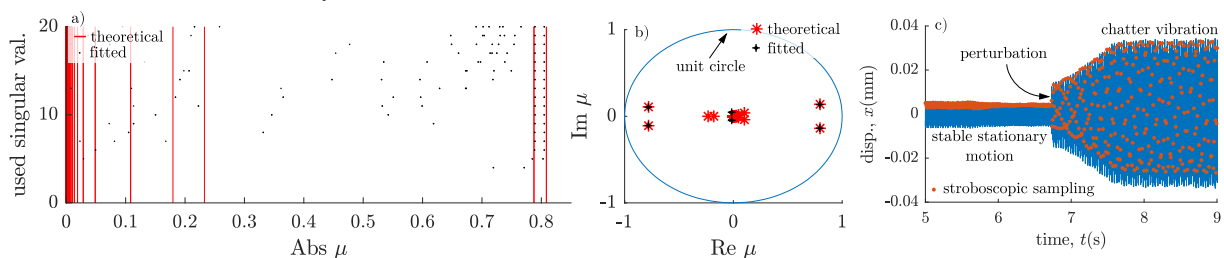 a)
used singular val.
20
10
0
theoretical
fitted
0 0.1 0.2 0.3 0.4 0.5 0.6 0.7 0.8
Abs μ
b)
Im μ
1
0
-1
theoretical
fitted
unit circle
-1 0 1
Re μ
c)
disp., x(mm)
0.04
0.02
0
-0.02
-0.04
chatter vibration
perturbation
stable stationary
motion
stroboscopic sampling
5 6 7 8 9
time, t(s)